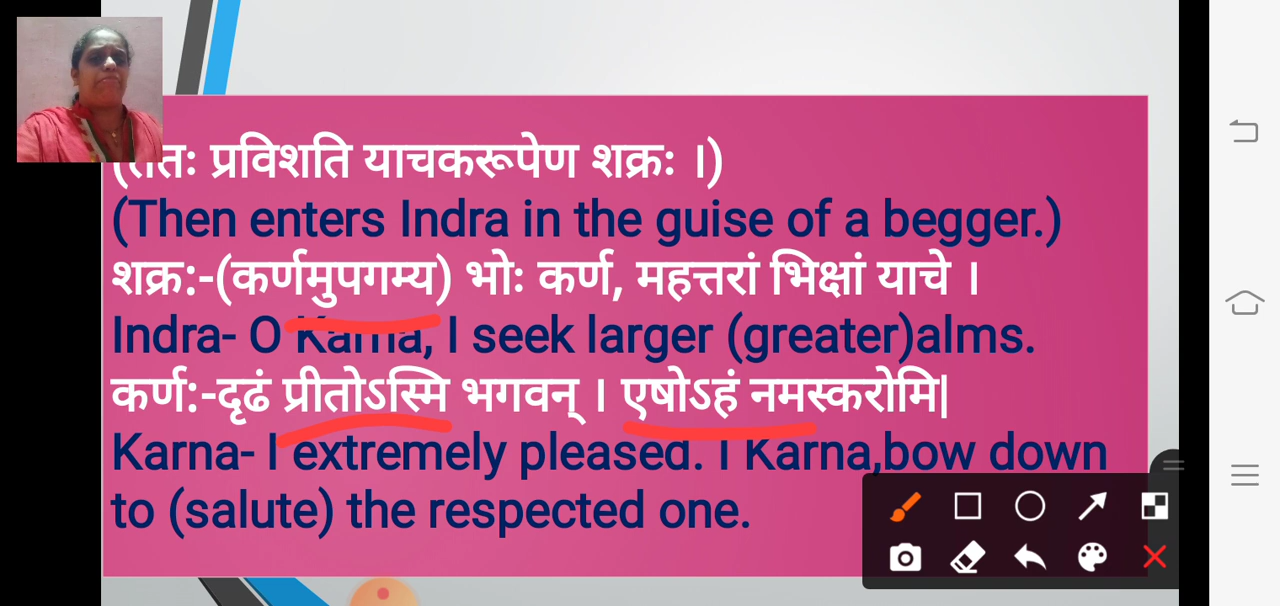 (ततः प्रविशति याचकरूपेण शक्रः ।)
(Then enters Indra in the guise of a begger.)
शक्र:-(कर्णमुपगम्य) भोः कर्ण, महत्तरां भिक्षां याचे ।
Indra- O Karna, I seek larger (greater)alms.
कर्ण:-दृढं प्रीतोऽस्मि भगवन् । एषोऽहं नमस्करोमि|
Karna- I extremely pleased. I Karna,bow down
to (salute) the respected one.